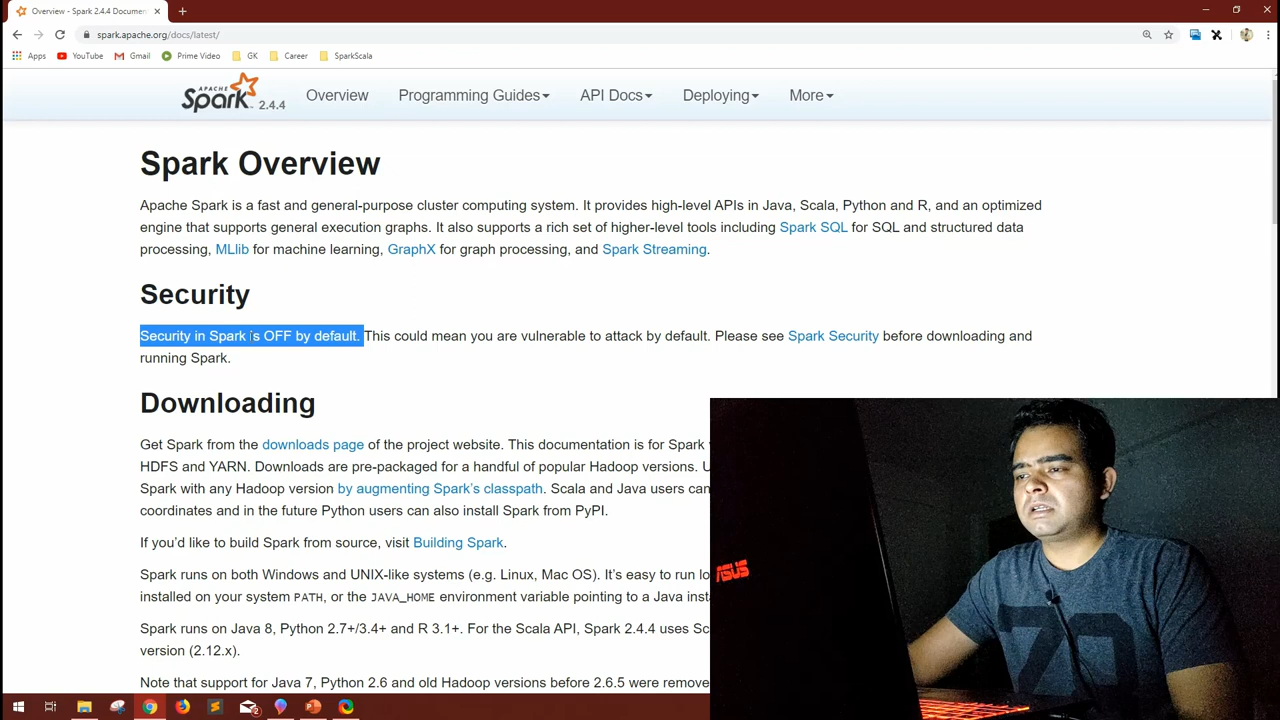 Overview - Spark 2.4.4 Documen
spark.apache.org/docs/latest/
Apps YouTube Gmail Prime Video GK Career SparkScala
APACHE Spark 2.4.4 Overview Programming Guides API Docs Deploying More
Spark Overview
Apache Spark is a fast and general-purpose cluster computing system. It provides high-level APIs in Java, Scala, Python and R, and an optimized
engine that supports general execution graphs. It also supports a rich set of higher-level tools including Spark SQL for SQL and structured data
processing, MLlib for machine learning, GraphX for graph processing, and Spark Streaming.
Security
Security in Spark is OFF by default. This could mean you are vulnerable to attack by default. Please see Spark Security before downloading and
running Spark.
Downloading
Get Spark from the downloads page of the project website. This documentation is for Spark
HDFS and YARN. Downloads are pre-packaged for a handful of popular Hadoop versions. U
Spark with any Hadoop version by augmenting Spark's classpath. Scala and Java users can
coordinates and in the future Python users can also install Spark from PyPI.
If you'd like to build Spark from source, visit Building Spark.
Spark runs on both Windows and UNIX-like systems (e.g. Linux, Mac OS). It's easy to run lo
installed on your system PATH, or the JAVA_HOME environment variable pointing to a Java inst
Spark runs on Java 8, Python 2.7+/3.4+ and R 3.1+. For the Scala API, Spark 2.4.4 uses Sc
version (2.12.x).
Note that support for Java 7, Python 2.6 and old Hadoop versions before 2.6.5 were remove
ASUS
79
2